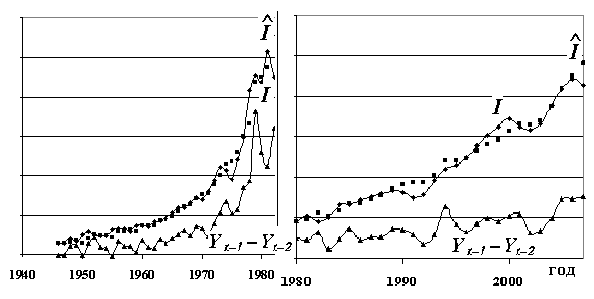 Î
I
Y_{t-1} - Y_{t-2}
1940 1950 1960 1970 1980
Î
I
Y_{t-1} - Y_{t-2}
год
1980 1990 2000